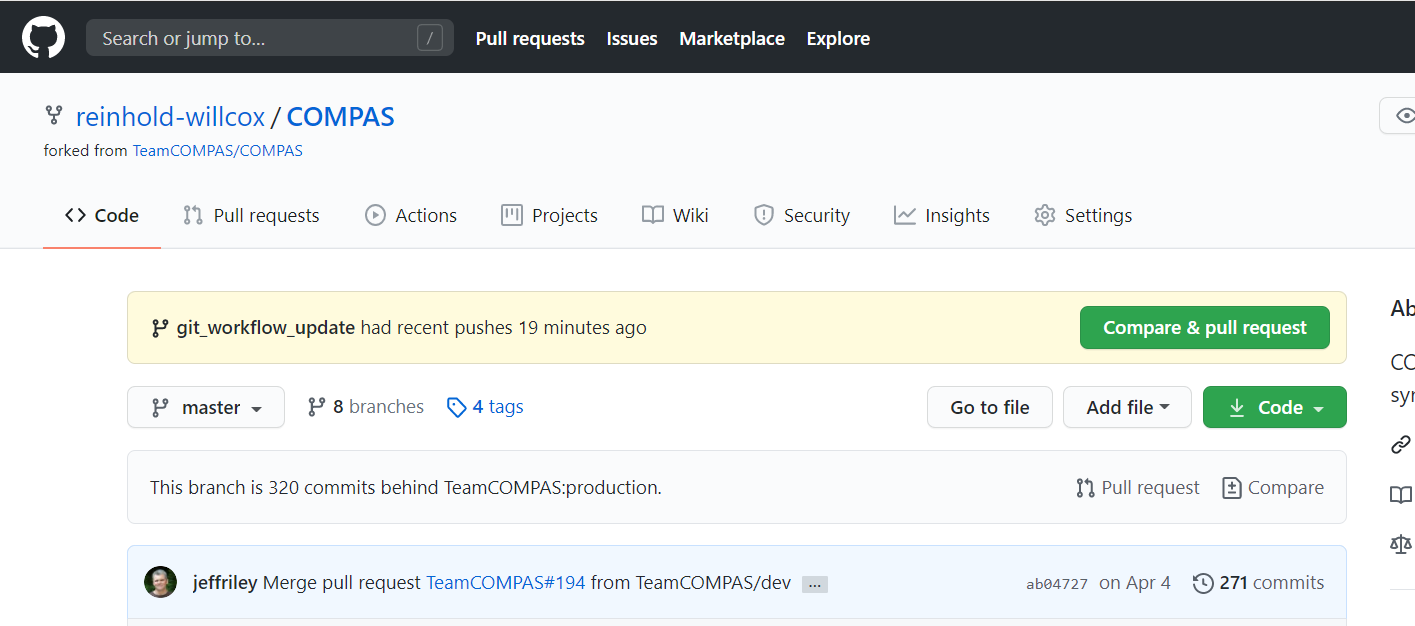 Search or jump to... / Pull requests Issues Marketplace Explore
reinhold-willcox / COMPAS
forked from TeamCOMPAS/COMPAS
Code Pull requests Actions Projects Wiki Security Insights Settings
git_workflow_update had recent pushes 19 minutes ago Compare & pull request
Ab
master 8 branches 4 tags Go to file Add file Code
CO
syn
This branch is 320 commits behind TeamCOMPAS:production. Pull request Compare
jeffriley Merge pull request TeamCOMPAS#194 from TeamCOMPAS/dev ... ab04727 on Apr 4 271 commits